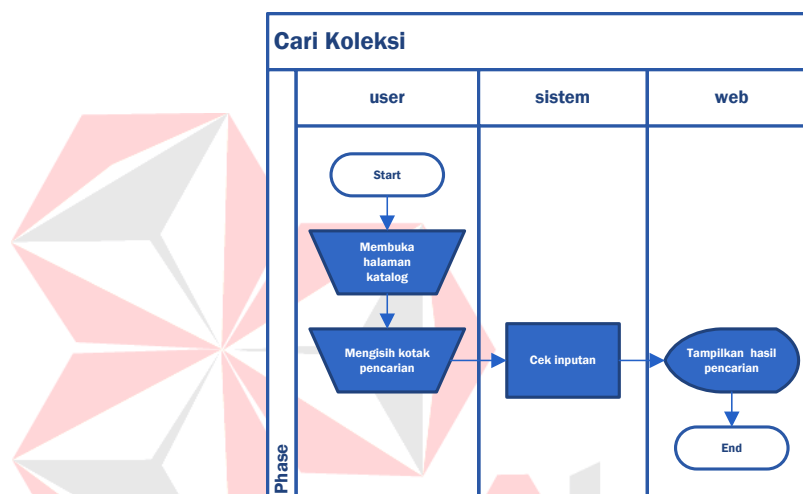 Cari Koleksi
user
sistem
web
Start
Membuka
halaman
katalog
Mengisih kotak
pencarian
Cek inputan
Tampilkan hasil
pencarian
End
Phase